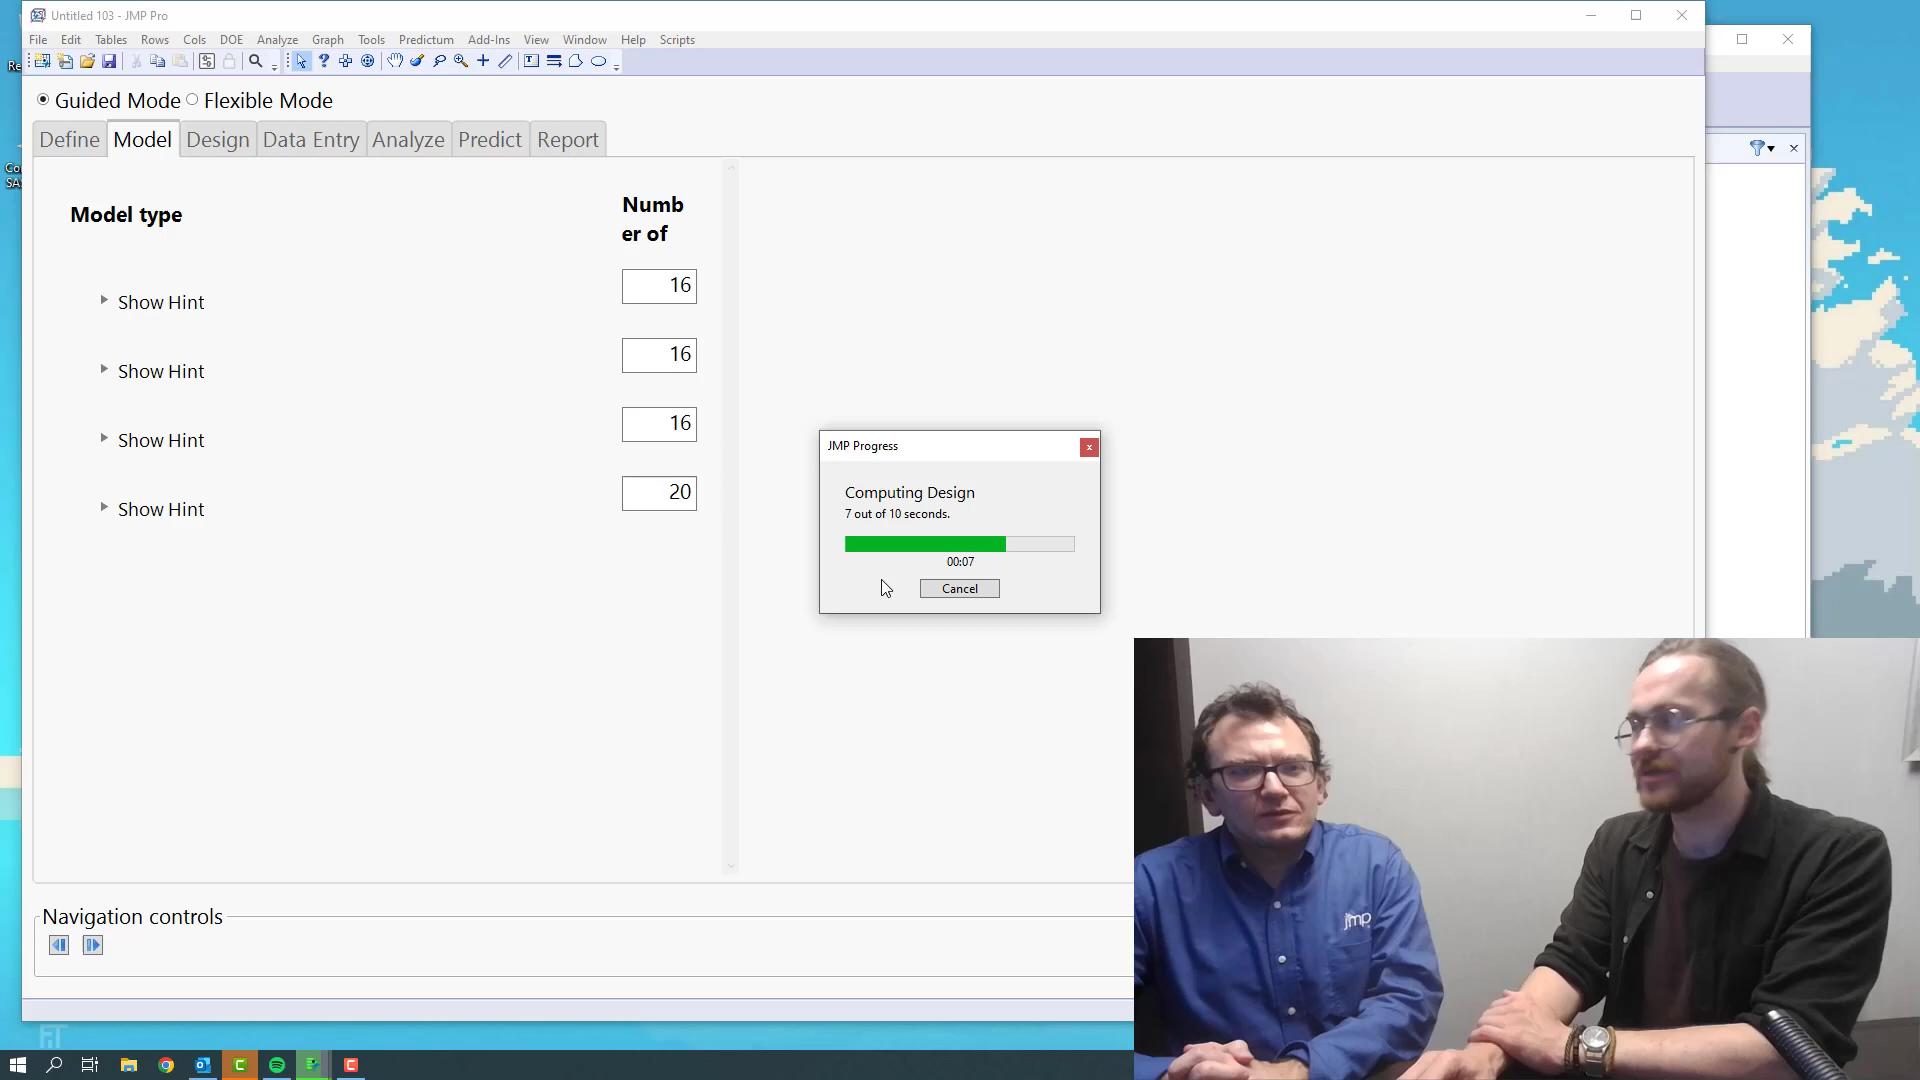 Untitled 103 - JMP Pro
File Edit Tables Rows Cols DOE Analyze Graph Tools Predictum Add-Ins View Window Help Scripts
Guided Mode Flexible Mode
Define Model Design Data Entry Analyze Predict Report
Model type
Numb
er of
Show Hint
16
Show Hint
16
Show Hint
16
Show Hint
20
JMP Progress
Computing Design
7 out of 10 seconds.
00:07
Cancel
Navigation controls
jmp